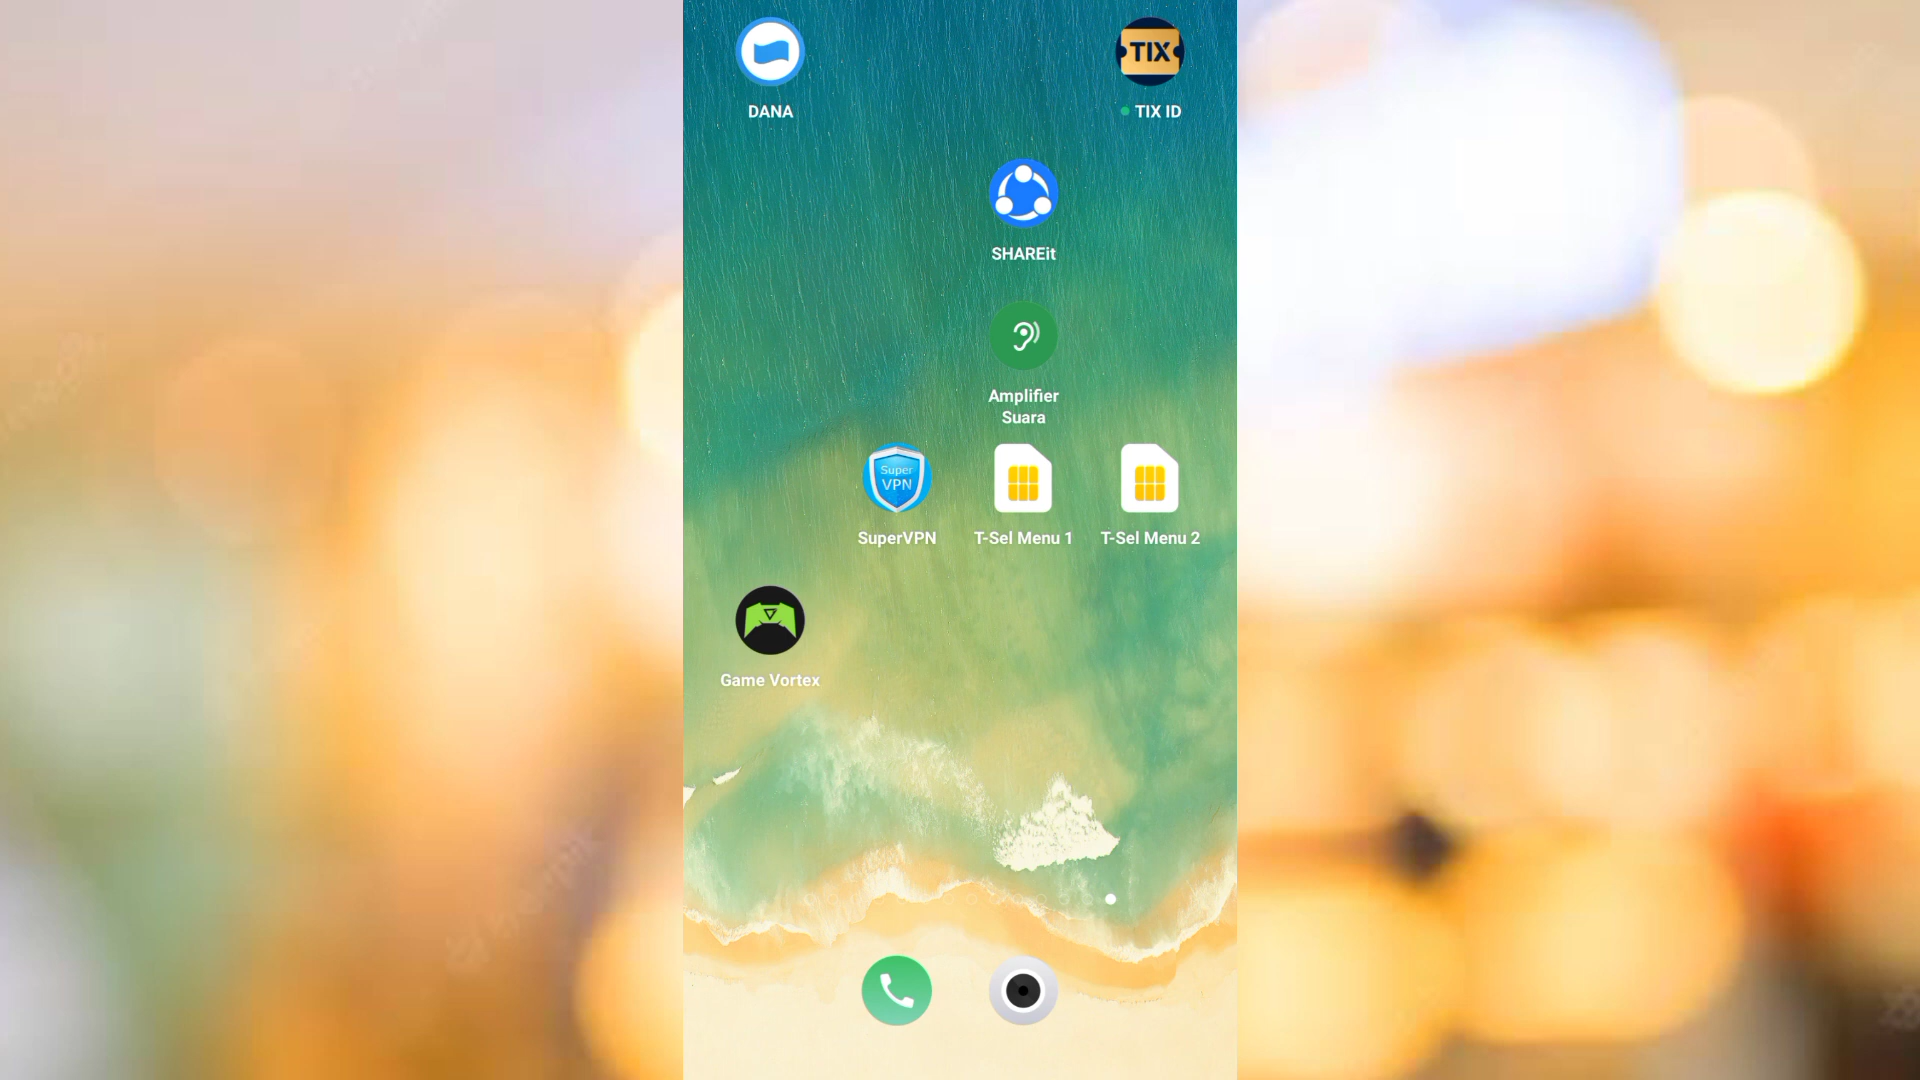 TIX
DANA
TIX ID
SHAREit
Amplifier
Suara
Super
VPN
SuperVPN
T-Sel Menu 1
T-Sel Menu 2
Game Vortex